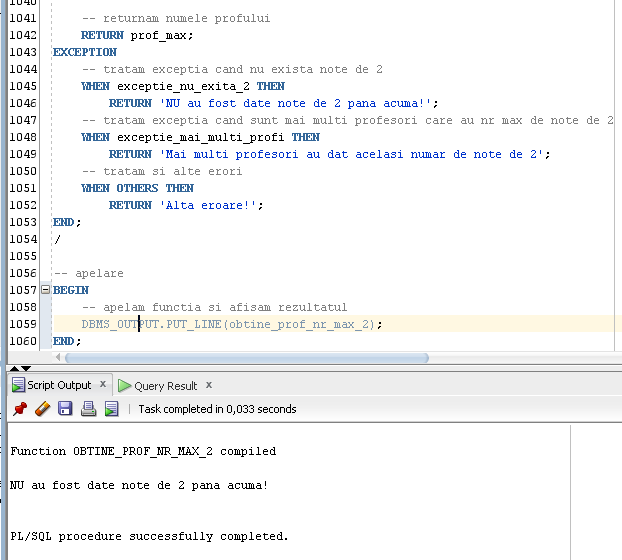 1040
1041 -- returnam numele profului
1042 RETURN prof_max;
1043 EXCEPTION
1044 -- tratam exceptia cand nu exista note de 2
1045 WHEN exceptie_nu_exita_2 THEN
1046 RETURN 'NU au fost date note de 2 pana acuma!';
1047 -- tratam exceptia cand sunt mai multi profesori care au nr max de note de 2
1048 WHEN exceptie_mai_multi_profi THEN
1049 RETURN 'Mai multi profesori au dat acelasi numar de note de 2';
1050 -- tratam si alte erori
1051 WHEN OTHERS THEN
1052 RETURN 'Alta eroare!';
1053 END;
1054 /
1055
1056 -- apelare
1057 BEGIN
1058 -- apelam functia si afisam rezultatul
1059 DBMS_OUTPUT.PUT_LINE(obtine_prof_nr_max_2);
1060 END;
Script Output x Query Result x
Task completed in 0,033 seconds
Function OBTINE_PROF_NR_MAX_2 compiled
NU au fost date note de 2 pana acuma!
PL/SQL procedure successfully completed.